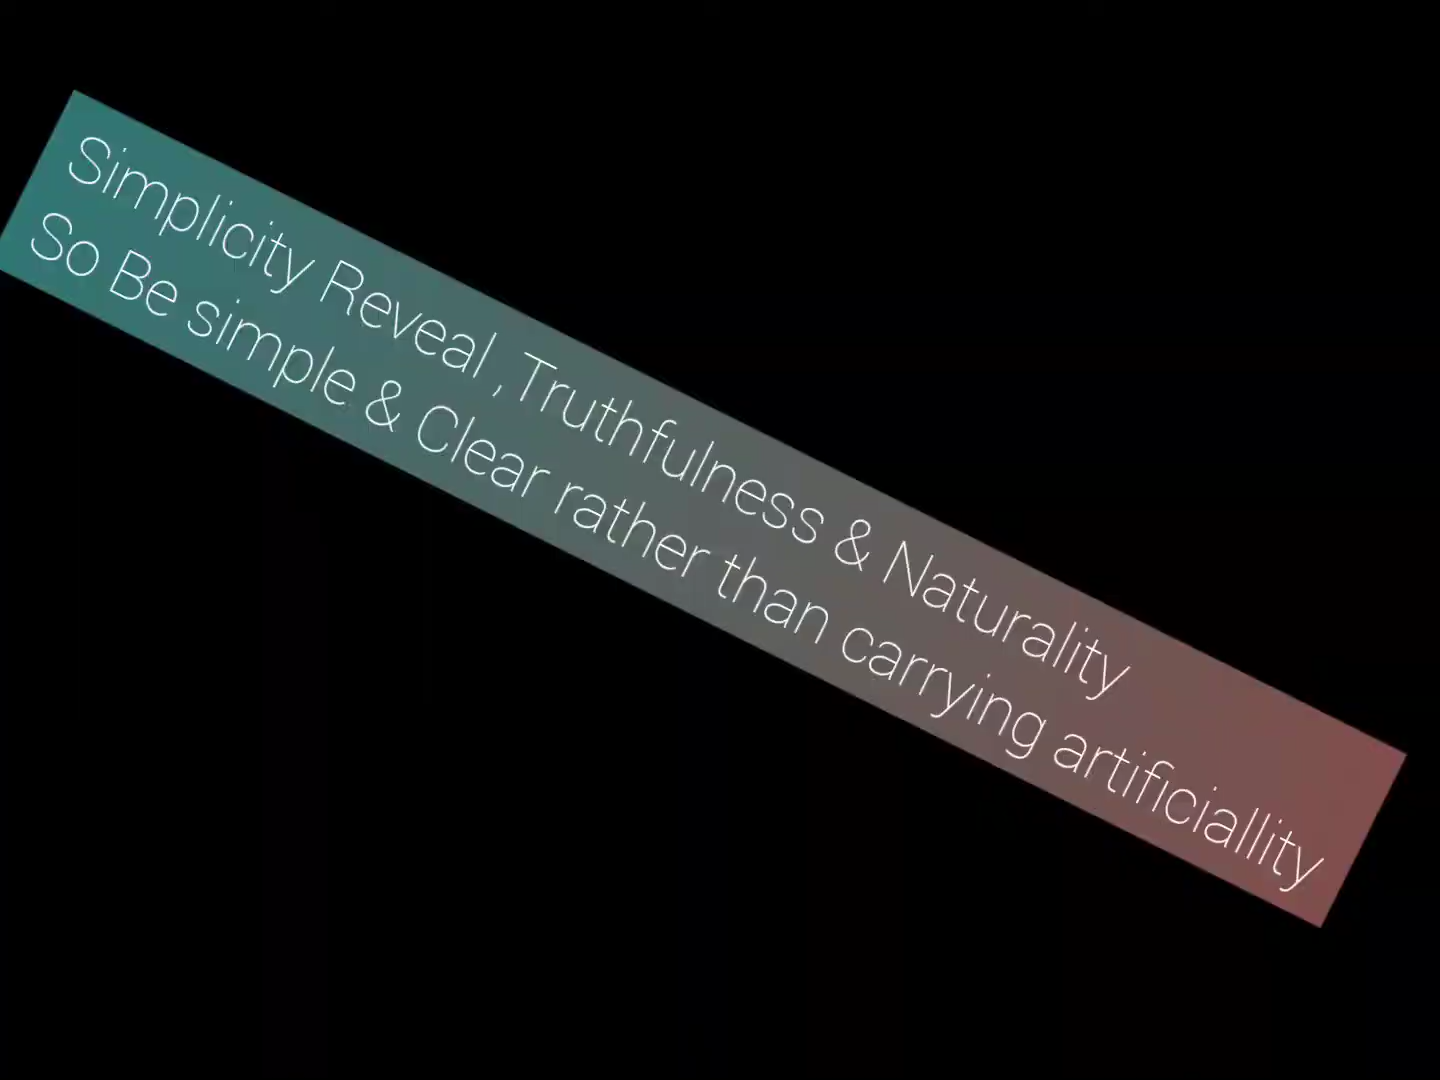 Simplicity Reveal ,Truthfulness & Naturality
So Be simple & Clear rather than carrying artificiallity